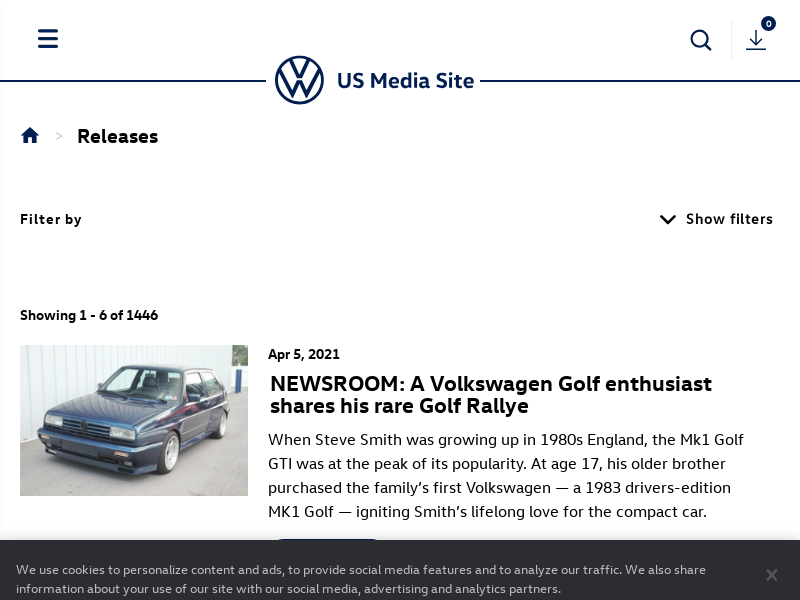 0
US Media Site
> Releases
Filter by
Show filters
Showing 1 - 6 of 1446
Apr 5, 2021
NEWSROOM: A Volkswagen Golf enthusiast
shares his rare Golf Rallye
When Steve Smith was growing up in 1980s England, the Mk1 Golf
GTI was at the peak of its popularity. At age 17, his older brother
purchased the family’s first Volkswagen — a 1983 drivers-edition
MK1 Golf — igniting Smith’s lifelong love for the compact car.
We use cookies to personalize content and ads, to provide social media features and to analyze our traffic. We also share
information about your use of our site with our social media, advertising and analytics partners.